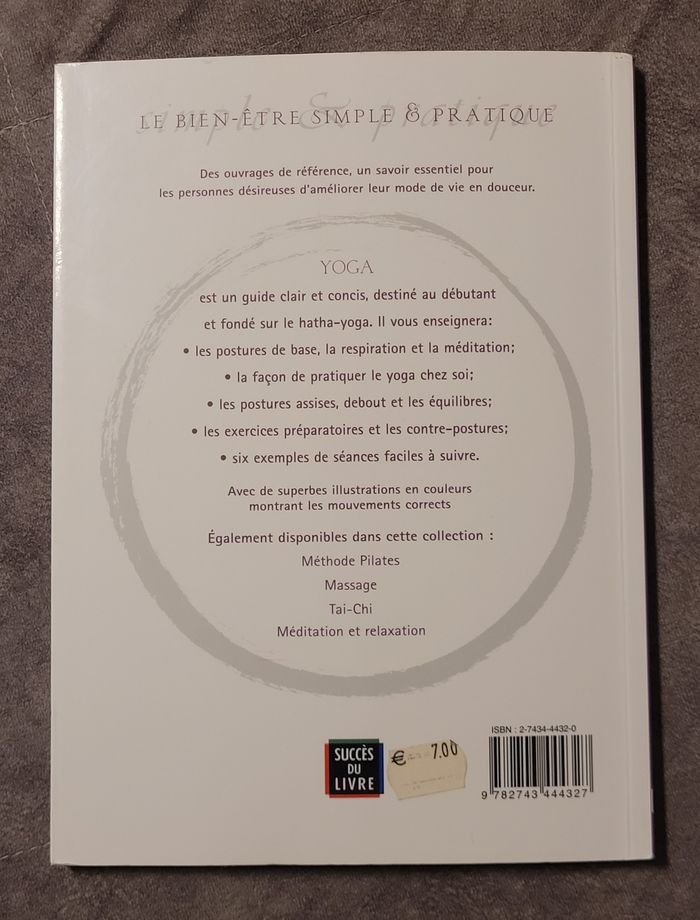 simple & pratique
LE BIEN-ÊTRE SIMPLE & PRATIQUE
Des ouvrages de référence, un savoir essentiel pour
les personnes désireuses d'améliorer leur mode de vie en douceur.
YOGA
est un guide clair et concis, destiné au débutant
et fondé sur le hatha-yoga. Il vous enseignera:
• les postures de base, la respiration et la méditation;
• la façon de pratiquer le yoga chez soi;
• les postures assises, debout et les équilibres;
• les exercices préparatoires et les contre-postures;
• six exemples de séances faciles à suivre.
Avec de superbes illustrations en couleurs
montrant les mouvements corrects
Également disponibles dans cette collection :
Méthode Pilates
Massage
Tai-Chi
Méditation et relaxation
SUCCÈS
DU
LIVRE
€ 7.00
ISBN : 2-7434-4432-0
9 782743 444327